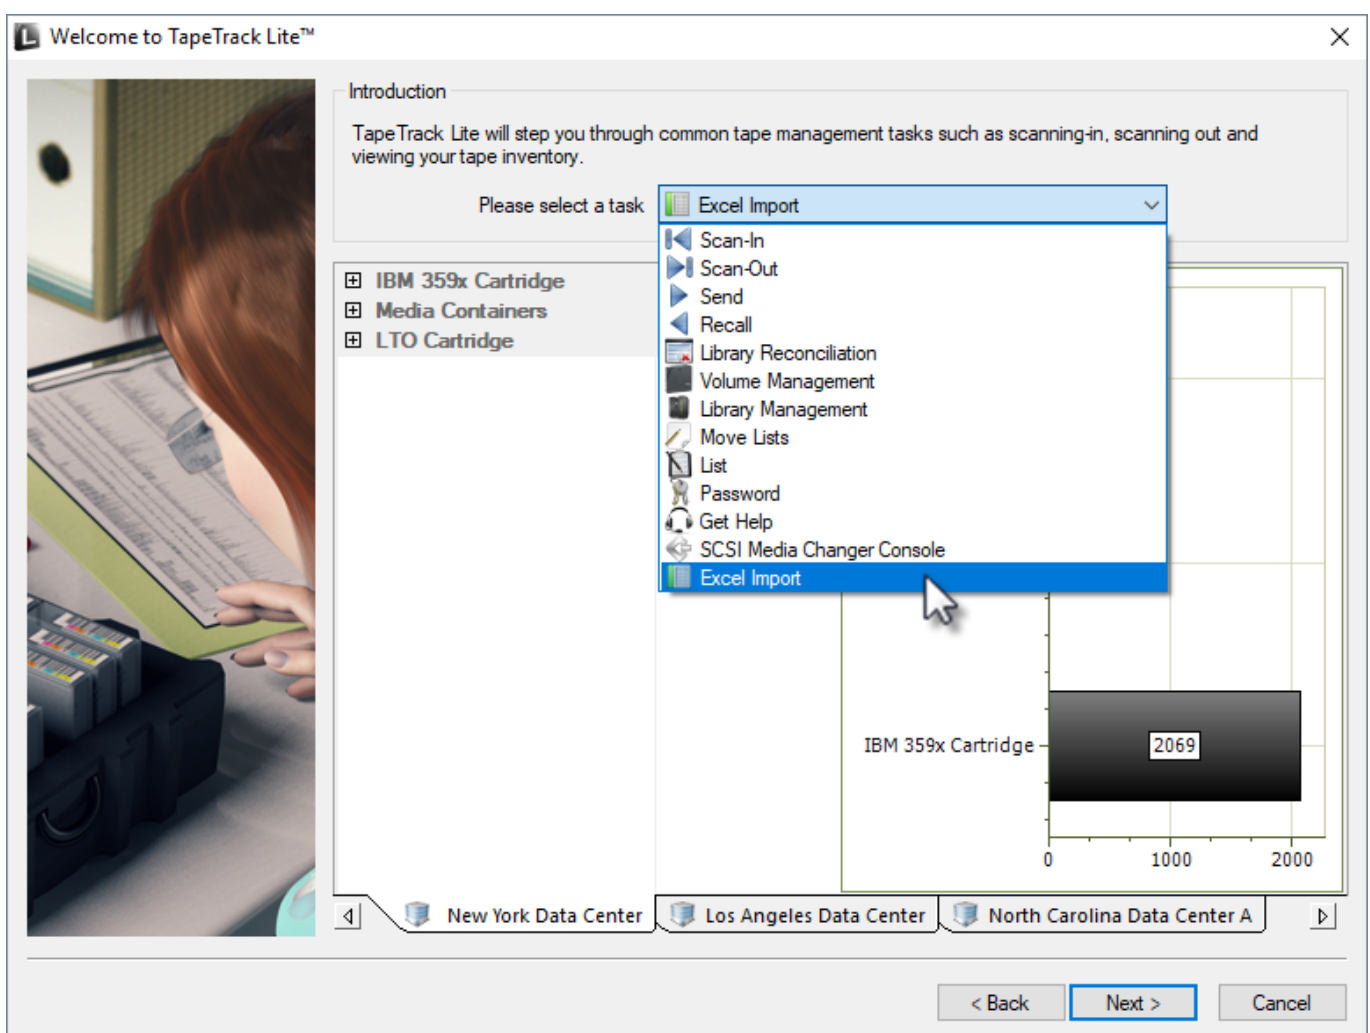 Welcome to TapeTrack Lite™
Introduction
TapeTrack Lite will step you through common tape management tasks such as scanning-in, scanning out and
viewing your tape inventory.
Please select a task
Excel Import
Scan-In
Scan-Out
Send
Recall
Library Reconciliation
Volume Management
Library Management
Move Lists
List
Password
Get Help
SCSI Media Changer Console
Excel Import
IBM 359x Cartridge
Media Containers
LTO Cartridge
IBM 359x Cartridge
2069
0 1000 2000
New York Data Center
Los Angeles Data Center
North Carolina Data Center A
< Back
Next >
Cancel